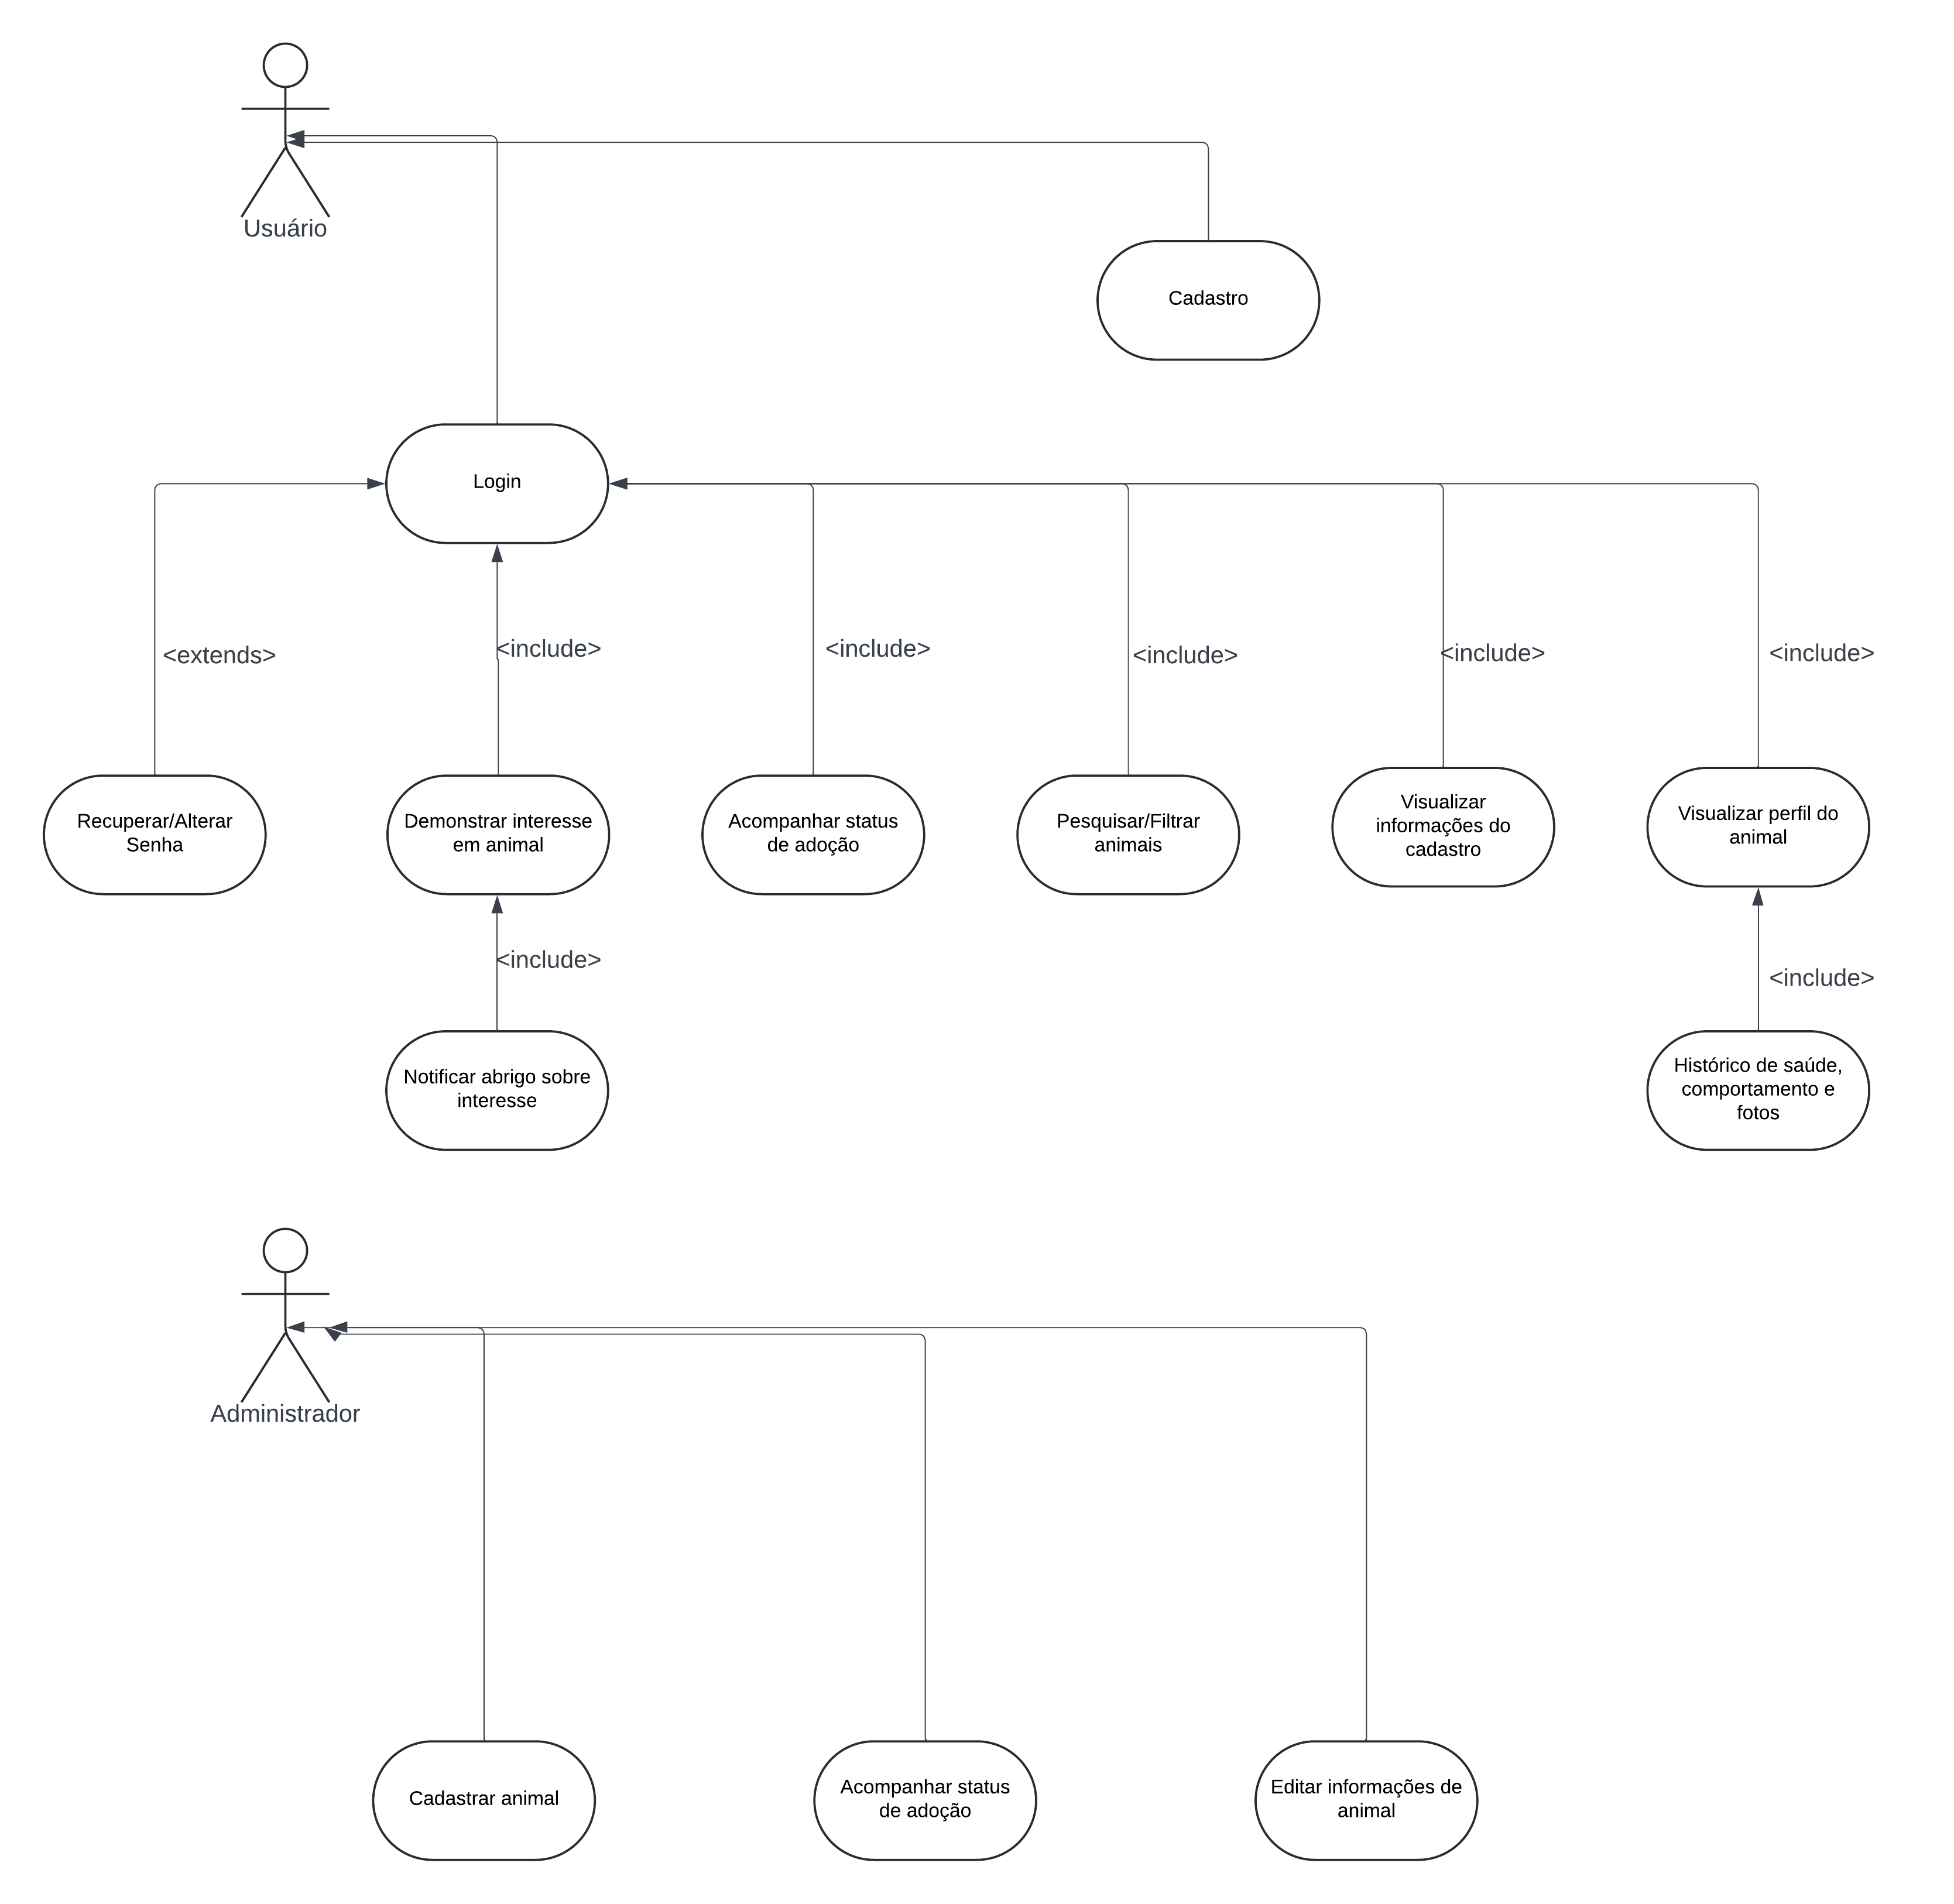 Usuário
Cadastro
Login
<extends>
<include>
<include>
<include>
<include>
<include>
Recuperar/Alterar
Senha
Demonstrar interesse
em animal
Acompanhar status
de adoção
Pesquisar/Filtrar
animais
Visualizar
informações do
cadastro
Visualizar perfil do
animal
<include>
<include>
Notificar abrigo sobre
interesse
Histórico de saúde,
comportamento e
fotos
Administrador
Cadastrar animal
Acompanhar status
de adoção
Editar informações de
animal